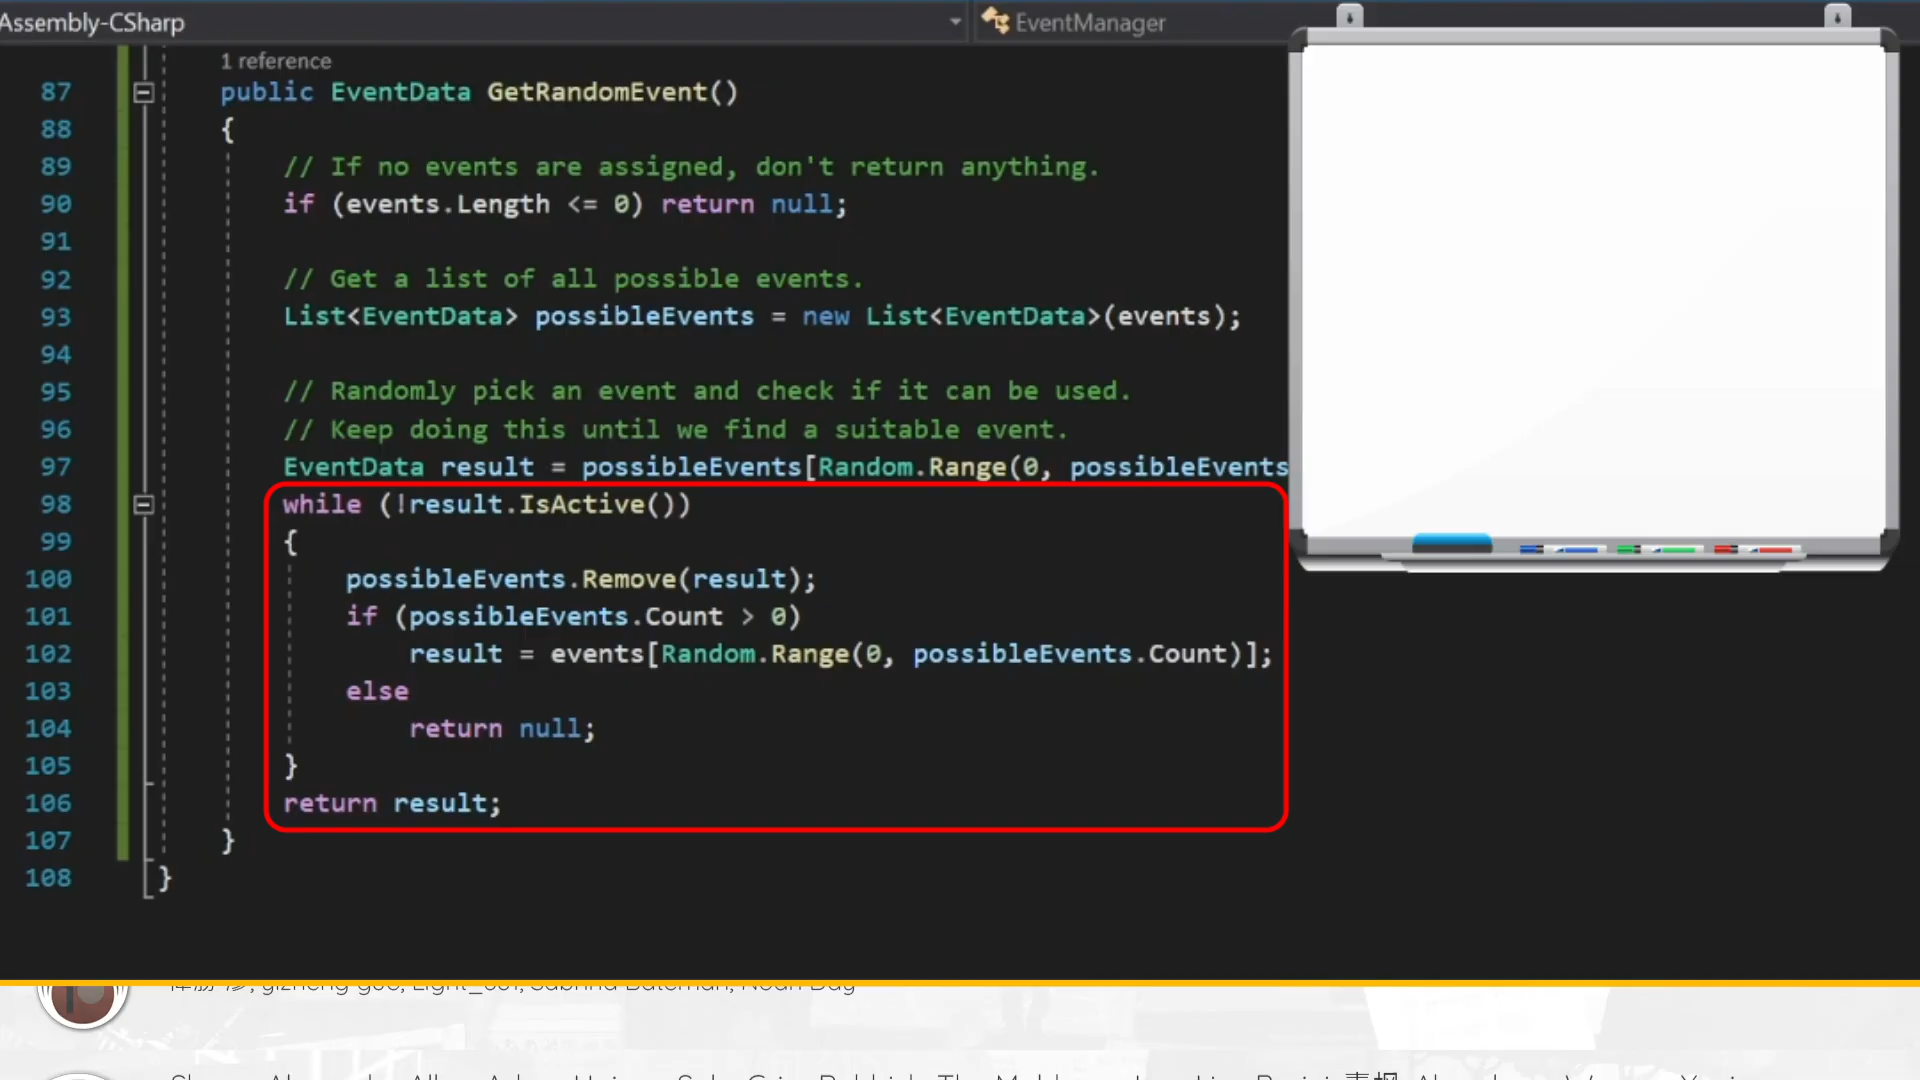 Assembly-CSharp
EventManager
1 reference
87 public EventData GetRandomEvent()
88 {
89 // If no events are assigned, don't return anything.
90 if (events.Length <= 0) return null;
91
92 // Get a list of all possible events.
93 List<EventData> possibleEvents = new List<EventData>(events);
94
95 // Randomly pick an event and check if it can be used.
96 // Keep doing this until we find a suitable event.
97 EventData result = possibleEvents[Random.Range(0, possibleEvents
98 while (!result.IsActive())
99 {
100 possibleEvents.Remove(result);
101 if (possibleEvents.Count > 0)
102 result = events[Random.Range(0, possibleEvents.Count)];
103 else
104 return null;
105 }
106 return result;
107 }
108 }